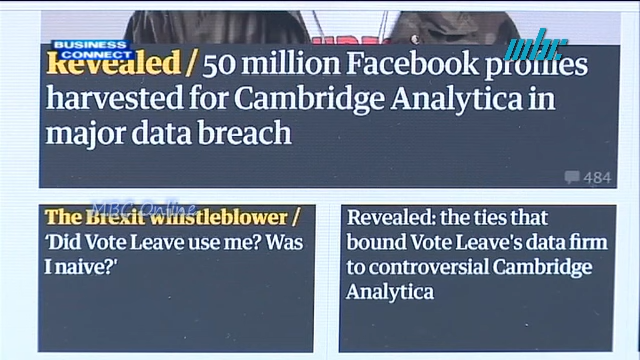 BUSINESS
CONNECT
mbc
Revealed / 50 million Facebook profiles
harvested for Cambridge Analytica in
major data breach
484
MBC Online
The Brexit whistleblower /
'Did Vote Leave use me? Was
I naive?'
Revealed: the ties that
bound Vote Leave's data firm
to controversial Cambridge
Analytica